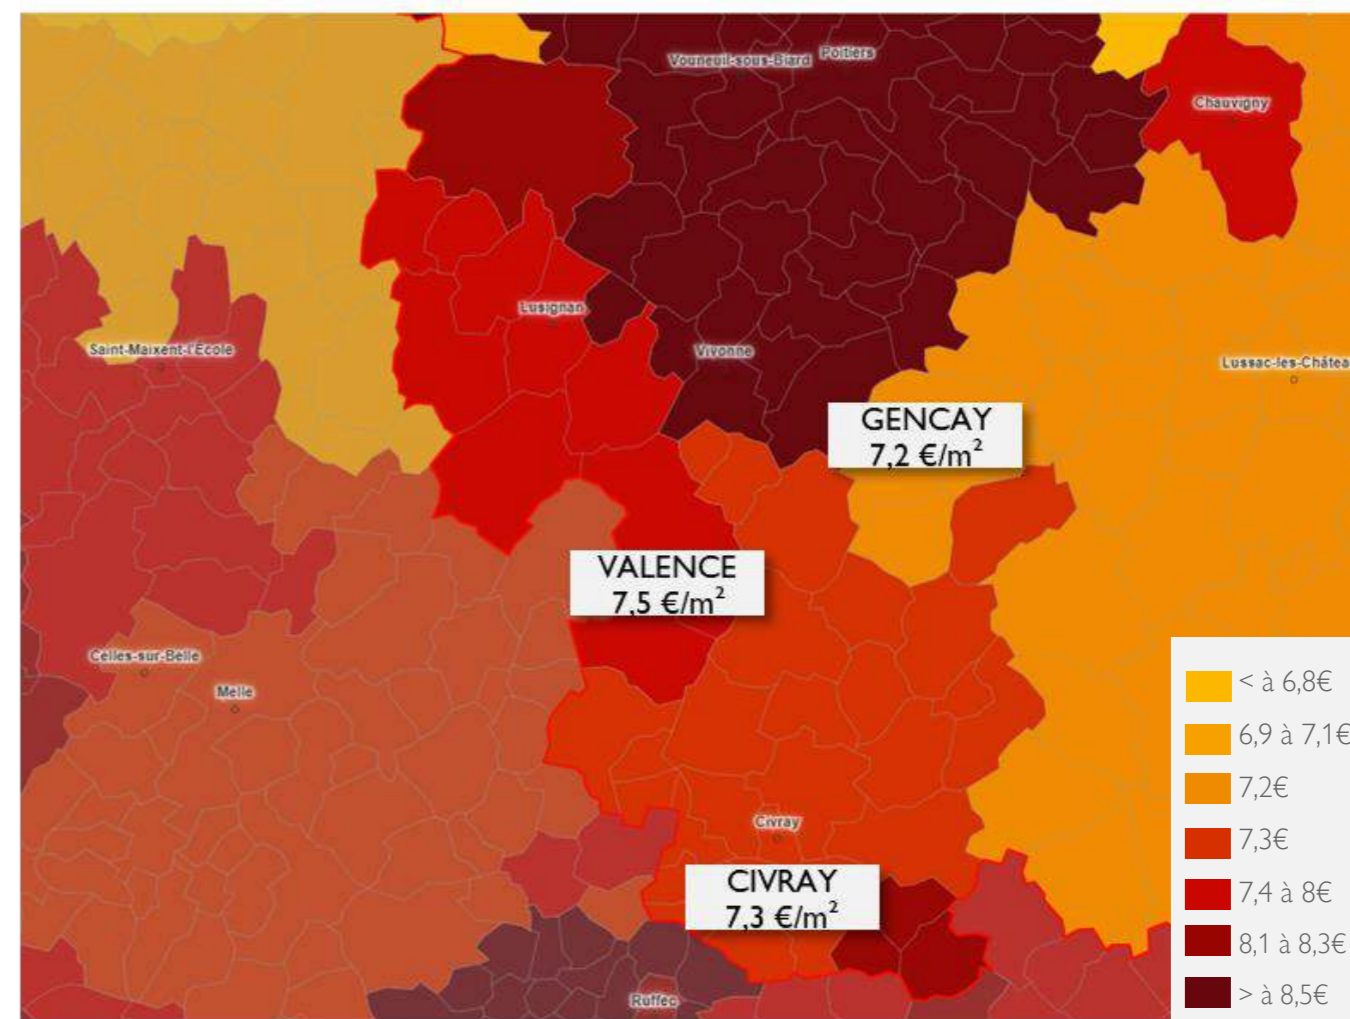 Vouneuil-sous-Biard
Poitiers
Chauvigny
Lusignan
Saint-Maixent-l'École
Vivonne
Lussac-les-Châtea
GENCAY
7,2 €/m²
VALENCE
7,5 €/m²
Celles-sur-Belle
Melle
Civray
CIVRAY
7,3 €/m²
Ruffec
< à 6,8€
6,9 à 7,1€
7,2€
7,3€
7,4 à 8€
8,1 à 8,3€
> à 8,5€